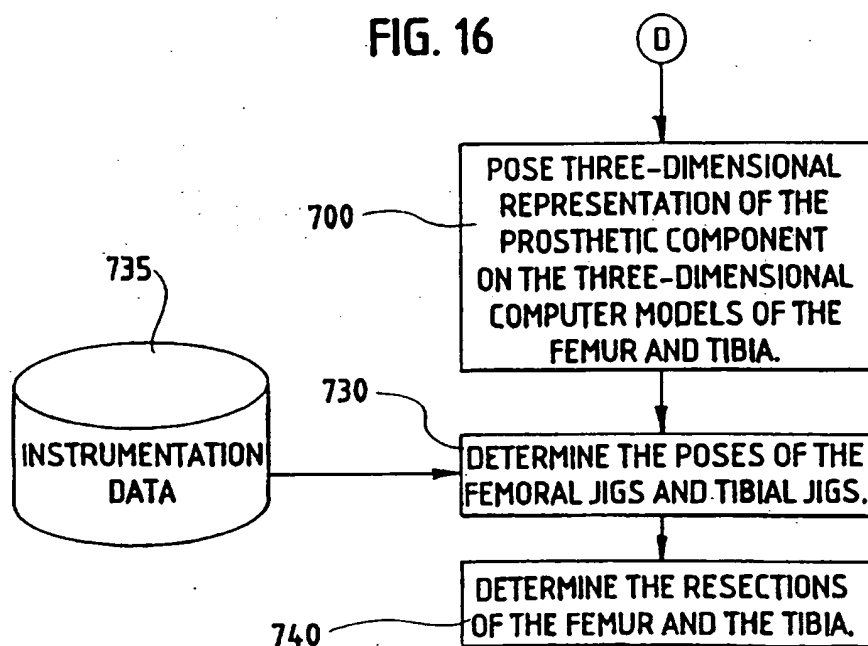 FIG. 16
D
POSE THREE-DIMENSIONAL
REPRESENTATION OF THE
PROSTHETIC COMPONENT
ON THE THREE-DIMENSIONAL
COMPUTER MODELS OF THE
FEMUR AND TIBIA.
700
735
INSTRUMENTATION
DATA
730
DETERMINE THE POSES OF THE
FEMORAL JIGS AND TIBIAL JIGS.
DETERMINE THE RESECTIONS
OF THE FEMUR AND THE TIBIA.
740